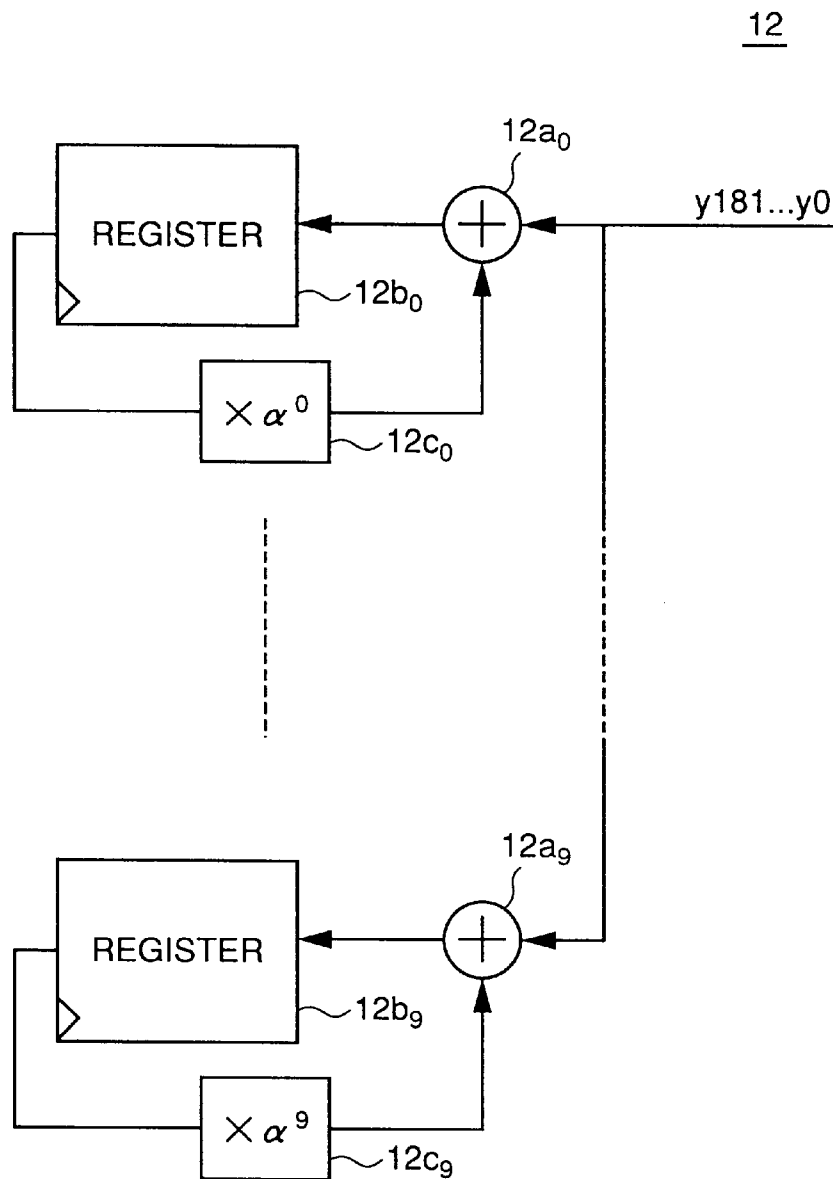 12
12a₀
y181...y0
REGISTER
12b₀
× α⁰
12c₀
12a₉
REGISTER
12b₉
× α⁹
12c₉